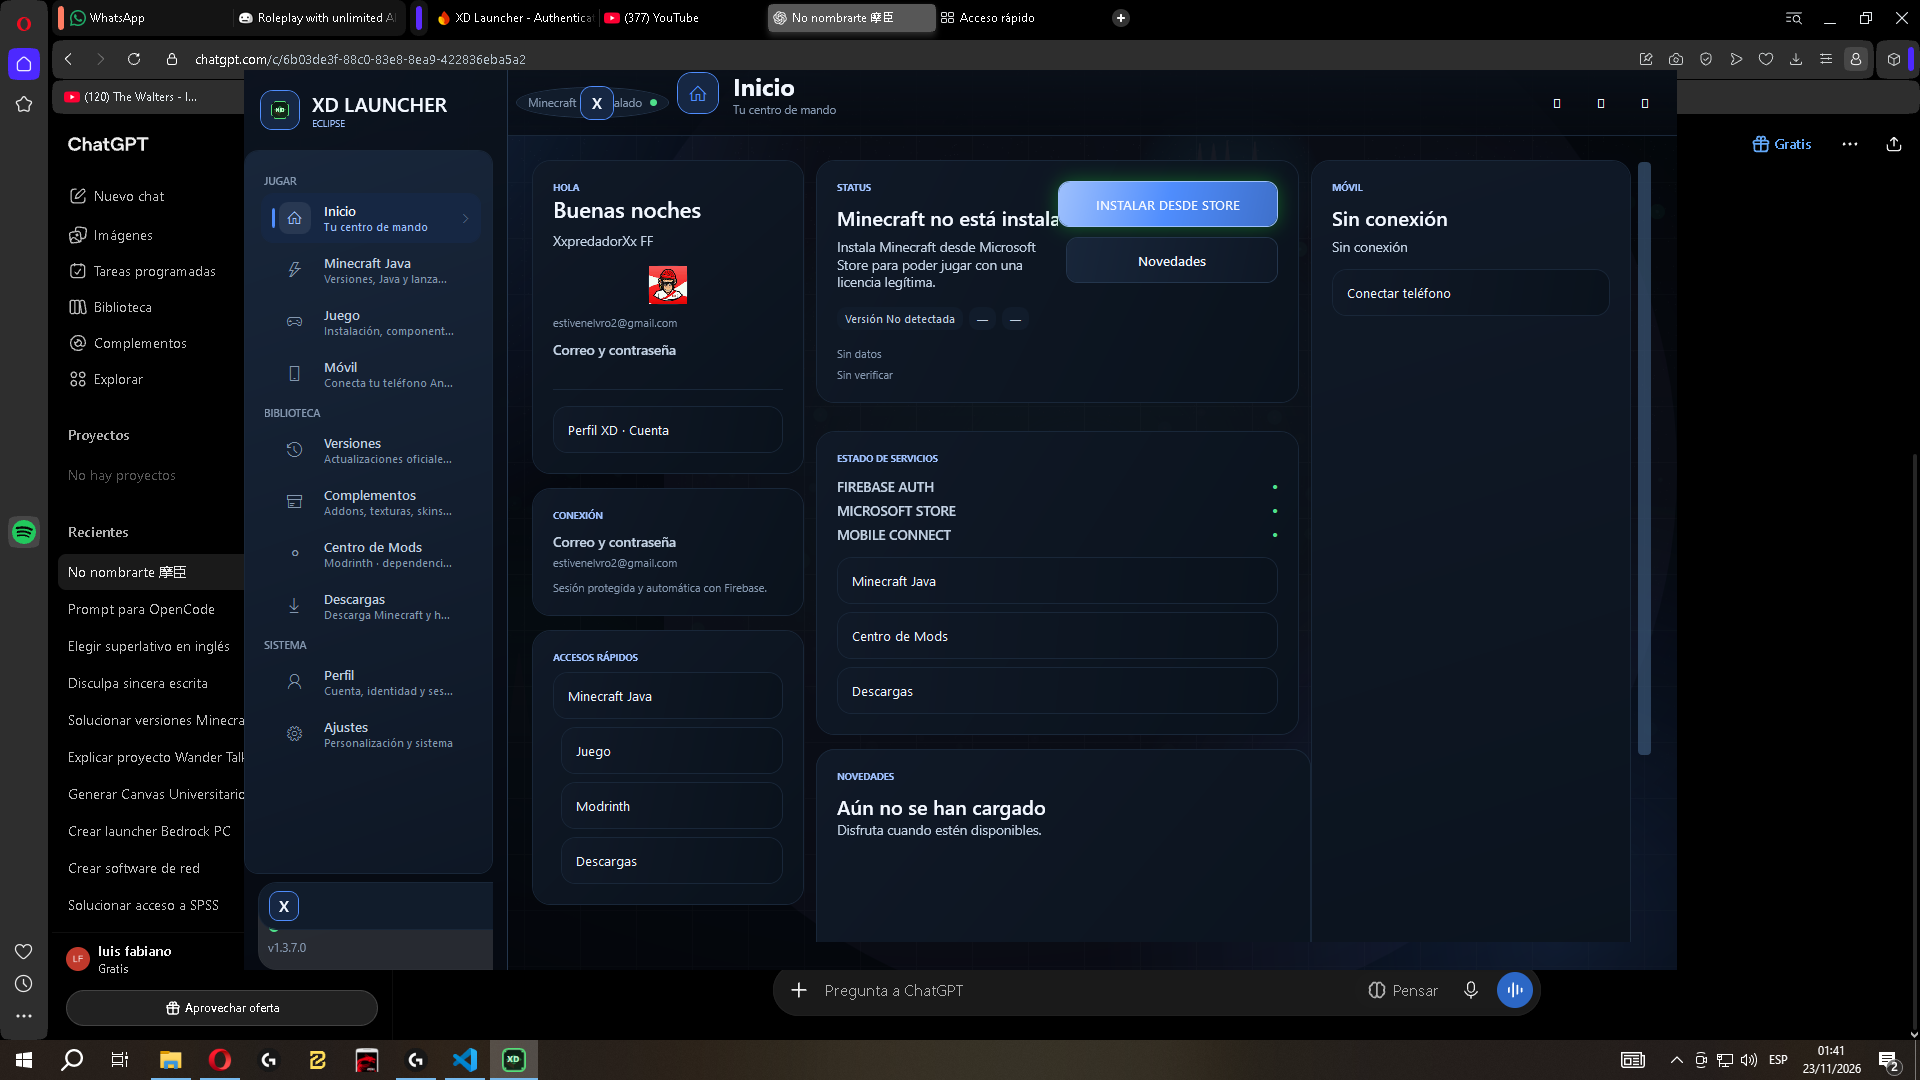 WhatsApp
Roleplay with unlimited AI
XD Launcher - Authenticat
(377) YouTube
No nombrarte 摩臣
Acceso rápido
chatgpt.com/c/6b03de3f-88c0-83e8-8ea9-422836eba5a2
(120) The Walters - I...
ChatGPT
Nuevo chat
Imágenes
Tareas programadas
Biblioteca
Complementos
Explorar
Proyectos
No hay proyectos
Recientes
No nombrarte 摩臣
Prompt para OpenCode
Elegir superlativo en inglés
Disculpa sincera escrita
Solucionar versiones Minecra
Explicar proyecto Wander Talk
Generar Canvas Universitario
Crear launcher Bedrock PC
Crear software de red
Solucionar acceso a SPSS
LF
luis fabiano
Gratis
Aprovechar oferta
XD
XD LAUNCHER
ECLIPSE
JUGAR
Inicio
Tu centro de mando
Minecraft Java
Versiones, Java y lanza...
Juego
Instalación, component...
Móvil
Conecta tu teléfono An...
BIBLIOTECA
Versiones
Actualizaciones oficiale...
Complementos
Addons, texturas, skins...
Centro de Mods
Modrinth · dependenci...
Descargas
Descarga Minecraft y h...
SISTEMA
Perfil
Cuenta, identidad y ses...
Ajustes
Personalización y sistema
X
v1.3.7.0
Minecraft
X
alado
Inicio
Tu centro de mando
HOLA
Buenas noches
XxpredadorXx FF
estivenelvro2@gmail.com
Correo y contraseña
Perfil XD · Cuenta
CONEXIÓN
Correo y contraseña
estivenelvro2@gmail.com
Sesión protegida y automática con Firebase.
ACCESOS RÁPIDOS
Minecraft Java
Juego
Modrinth
Descargas
STATUS
Minecraft no está instala
Instala Minecraft desde Microsoft
Store para poder jugar con una
licencia legítima.
INSTALAR DESDE STORE
Novedades
Versión No detectada
—
—
Sin datos
Sin verificar
ESTADO DE SERVICIOS
FIREBASE AUTH
MICROSOFT STORE
MOBILE CONNECT
Minecraft Java
Centro de Mods
Descargas
NOVEDADES
Aún no se han cargado
Disfruta cuando estén disponibles.
MÓVIL
Sin conexión
Sin conexión
Conectar teléfono
Gratis
Pregunta a ChatGPT
Pensar
XD
ESP
01:41
23/11/2026
2